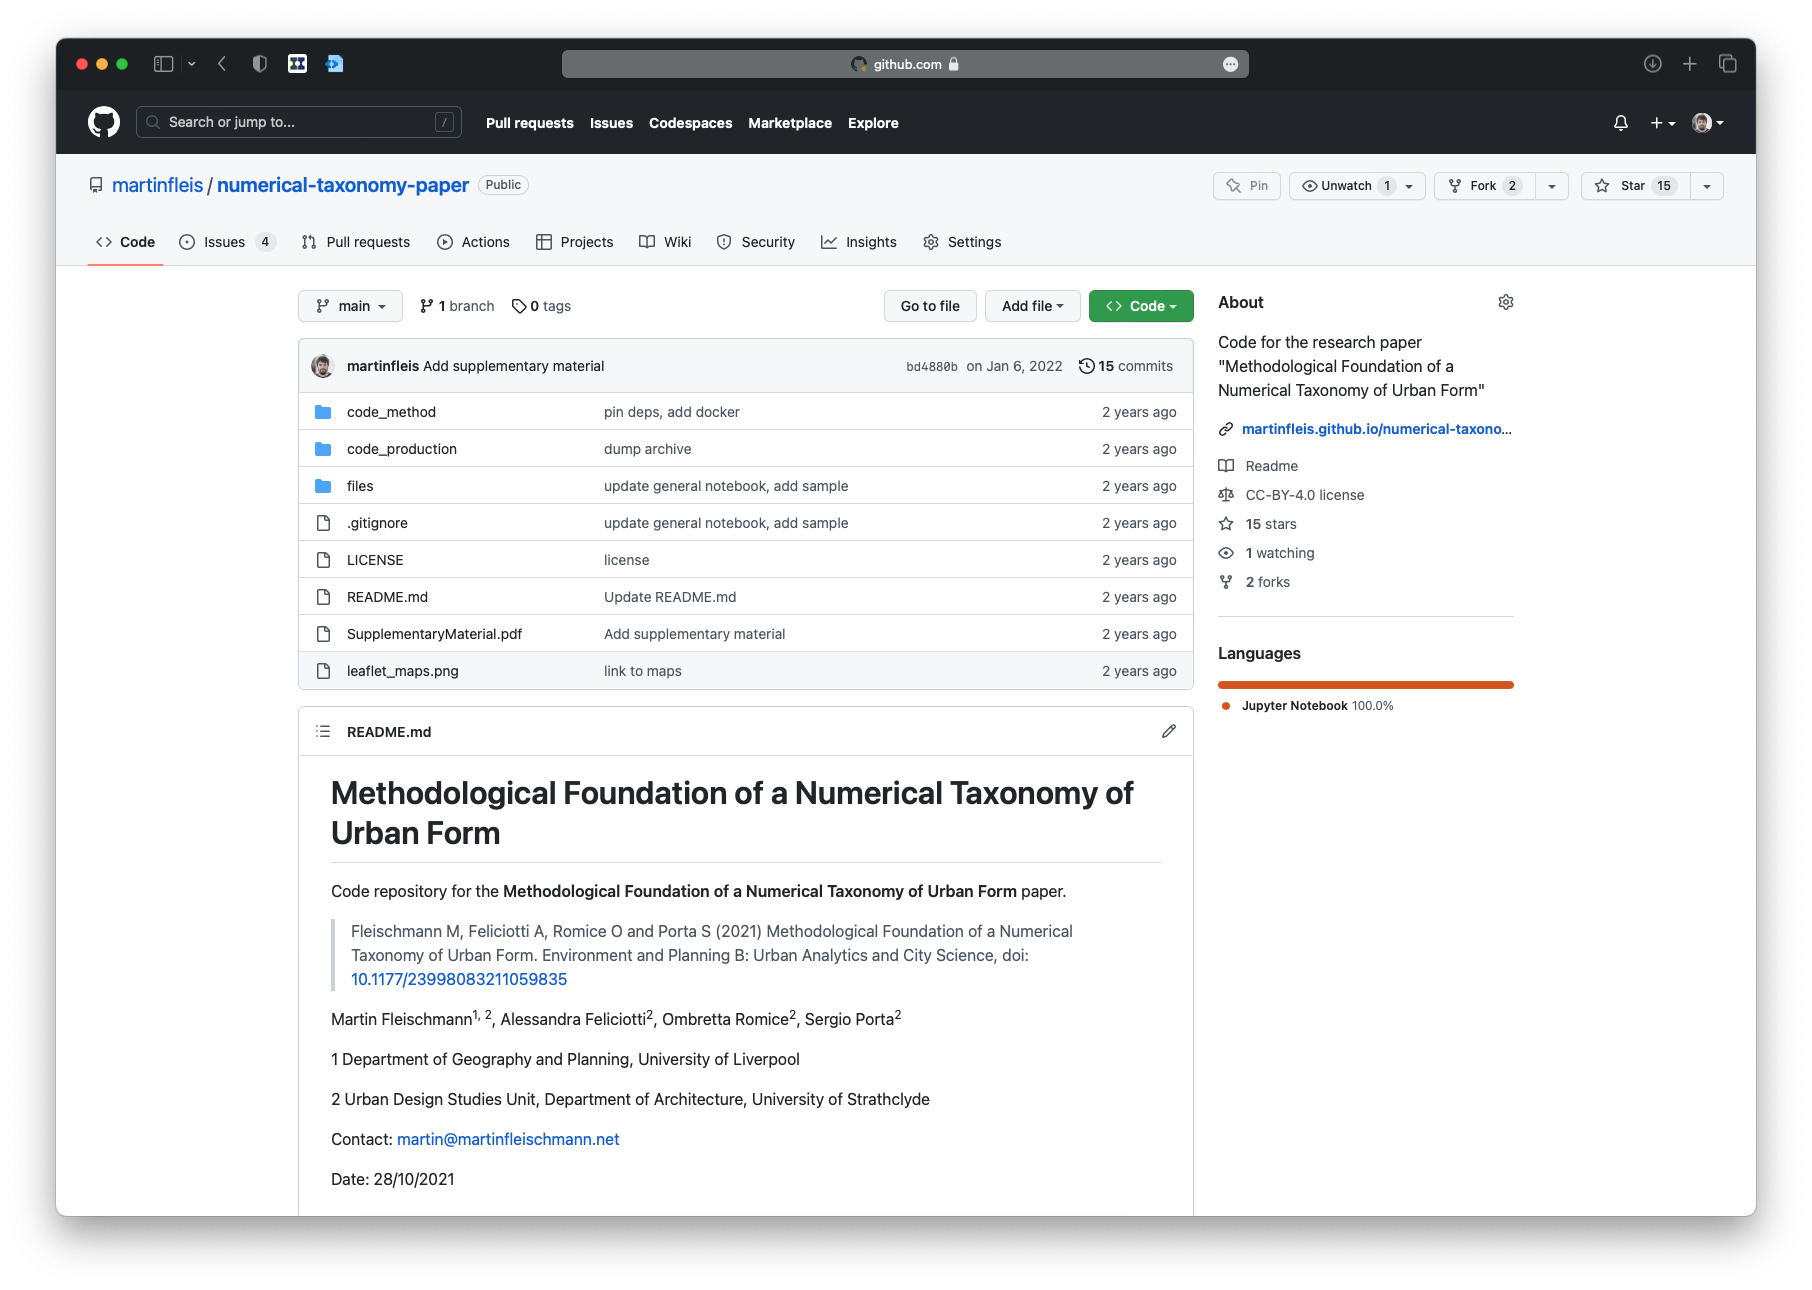 github.com
Search or jump to... /
Pull requests Issues Codespaces Marketplace Explore
martinfleis / numerical-taxonomy-paper Public
Pin Unwatch 1 Fork 2 Star 15
Code Issues 4 Pull requests Actions Projects Wiki Security Insights Settings
main 1 branch 0 tags Go to file Add file Code
martinfleis Add supplementary material bd4880b on Jan 6, 2022 15 commits
code_method pin deps, add docker 2 years ago
code_production dump archive 2 years ago
files update general notebook, add sample 2 years ago
.gitignore update general notebook, add sample 2 years ago
LICENSE license 2 years ago
README.md Update README.md 2 years ago
SupplementaryMaterial.pdf Add supplementary material 2 years ago
leaflet_maps.png link to maps 2 years ago
README.md
Methodological Foundation of a Numerical Taxonomy of
Urban Form
Code repository for the Methodological Foundation of a Numerical Taxonomy of Urban Form paper.
Fleischmann M, Feliciotti A, Romice O and Porta S (2021) Methodological Foundation of a Numerical
Taxonomy of Urban Form. Environment and Planning B: Urban Analytics and City Science, doi:
10.1177/23998083211059835
Martin Fleischmann1, 2, Alessandra Feliciotti2, Ombretta Romice2, Sergio Porta2
1 Department of Geography and Planning, University of Liverpool
2 Urban Design Studies Unit, Department of Architecture, University of Strathclyde
Contact: martin@martinfleischmann.net
Date: 28/10/2021
About
Code for the research paper
"Methodological Foundation of a
Numerical Taxonomy of Urban Form"
martinfleis.github.io/numerical-taxono...
Readme
CC-BY-4.0 license
15 stars
1 watching
2 forks
Languages
Jupyter Notebook 100.0%